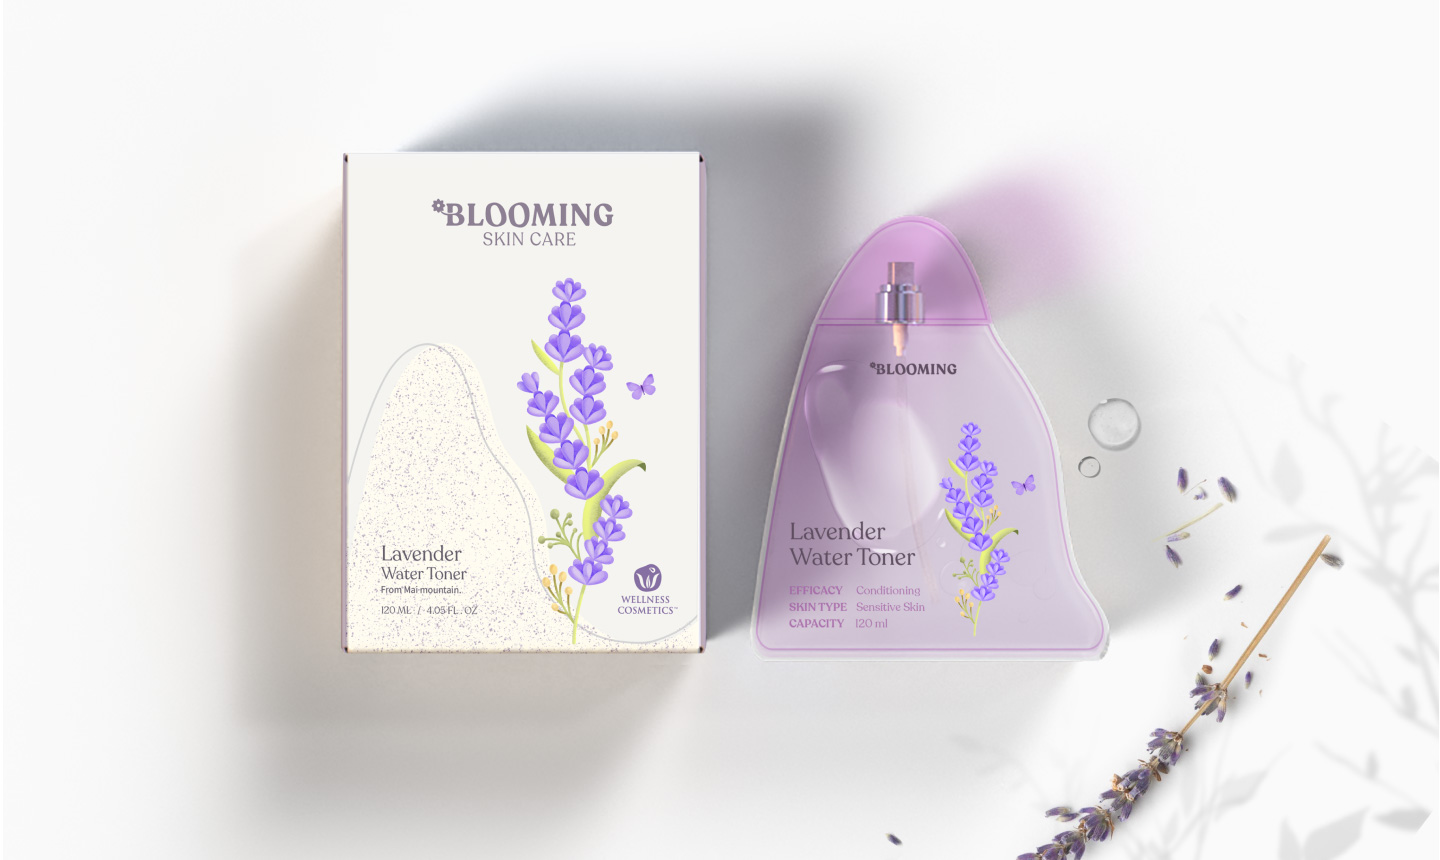 BLOOMING
SKIN CARE
Lavender
Water Toner
From Mai mountain.
120 ML / 4.05 FL. OZ
WELLNESS
COSMETICS™
BLOOMING
Lavender
Water Toner
EFFICACY Conditioning
SKIN TYPE Sensitive Skin
CAPACITY 120 ml